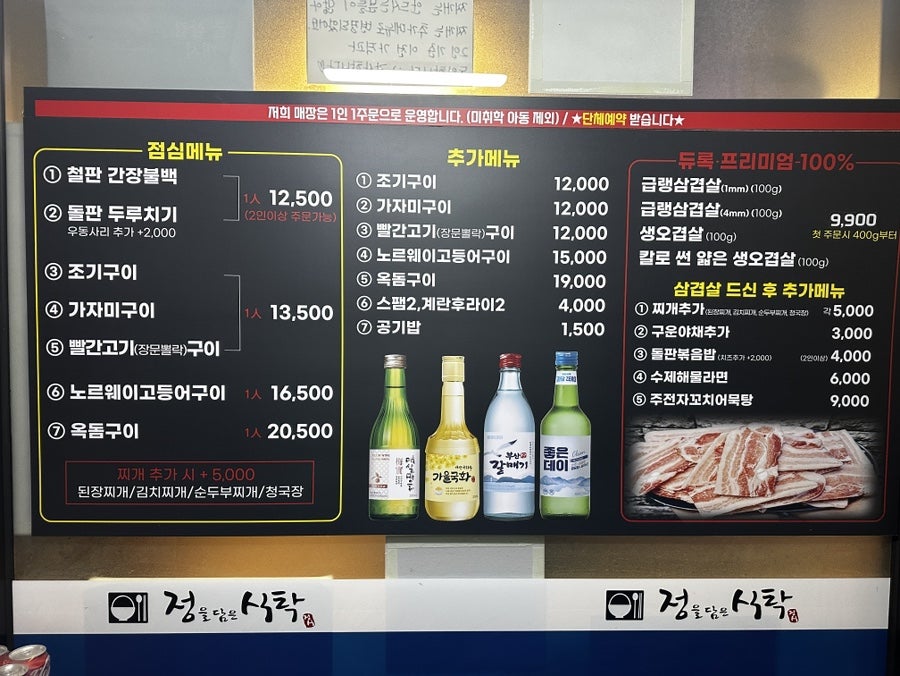 저희 매장은 1인 1주문으로 운영합니다. (미취학 아동 제외) / ★단체예약 받습니다★
점심메뉴
① 철판 간장불백
② 돌판 두루치기
우동사리 추가 +2,000
1人 12,500
(2인이상 주문가능)
③ 조기구이
④ 가자미구이
⑤ 빨간고기(장문뽈락)구이
1人 13,500
⑥ 노르웨이고등어구이 1人 16,500
⑦ 옥돔구이 1人 20,500
찌개 추가 시 + 5,000
된장찌개/김치찌개/순두부찌개/청국장
추가메뉴
① 조기구이 12,000
② 가자미구이 12,000
③ 빨간고기(장문뽈락)구이 12,000
④ 노르웨이고등어구이 15,000
⑤ 옥돔구이 19,000
⑥ 스팸2,계란후라이2 4,000
⑦ 공기밥 1,500
가을국화
부산
갈매기
좋은
데이
듀록 프리미엄 100%
급랭삼겹살(1mm) (100g)
급랭삼겹살(4mm) (100g)
생오겹살 (100g)
칼로 썬 얇은 생오겹살 (100g)
9,900
첫 주문시 400g부터
삼겹살 드신 후 추가메뉴
① 찌개추가(된장찌개, 김치찌개, 순두부찌개, 청국장) 각 5,000
② 구운야채추가 3,000
③ 돌판볶음밥 (치즈추가 +2,000) (2인이상) 4,000
④ 수제해물라면 6,000
⑤ 주전자꼬치어묵탕 9,000
정을 담은 식탁
정을 담은 식탁